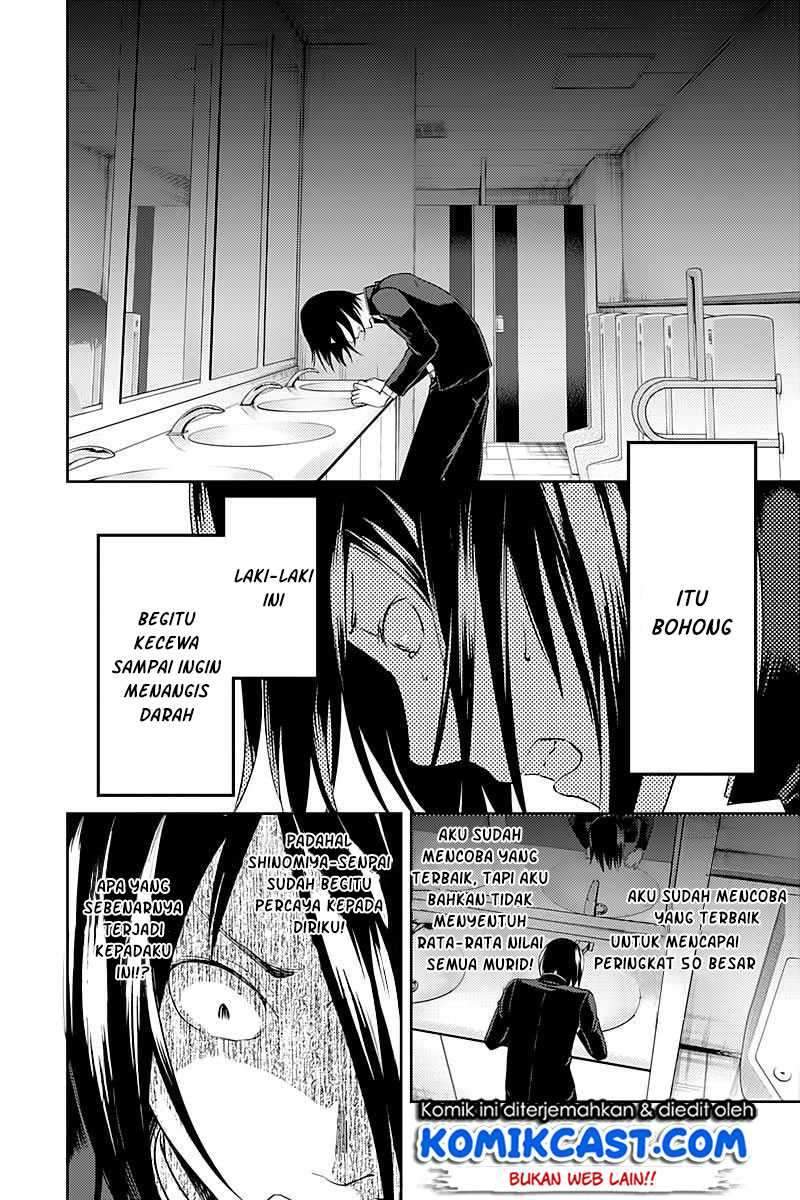 ITU
BOHONG
LAKI-LAKI
INI
BEGITU
KECEWA
SAMPAI INGIN
MENANGIS
DARAH
AKU SUDAH MENCOBA
YANG TERBAIK
UNTUK MENCAPAI
PERINGKAT 50 BESAR
AKU SUDAH
MENCOBA YANG
TERBAIK, TAPI AKU
BAHKAN TIDAK
MENYENTUH
RATA-RATA NILAI
SEMUA MURID!
PADAHAL
SHINOMIYA-SENPAI
SUDAH BEGITU
PERCAYA KEPADA
DIRIKU!
APA YANG
SEBENARNYA
TERJADI
KEPADAKU
INI!?
Komik ini diterjemahkan & diedit oleh
KOMIKCAST.COM
BUKAN WEB LAIN!!